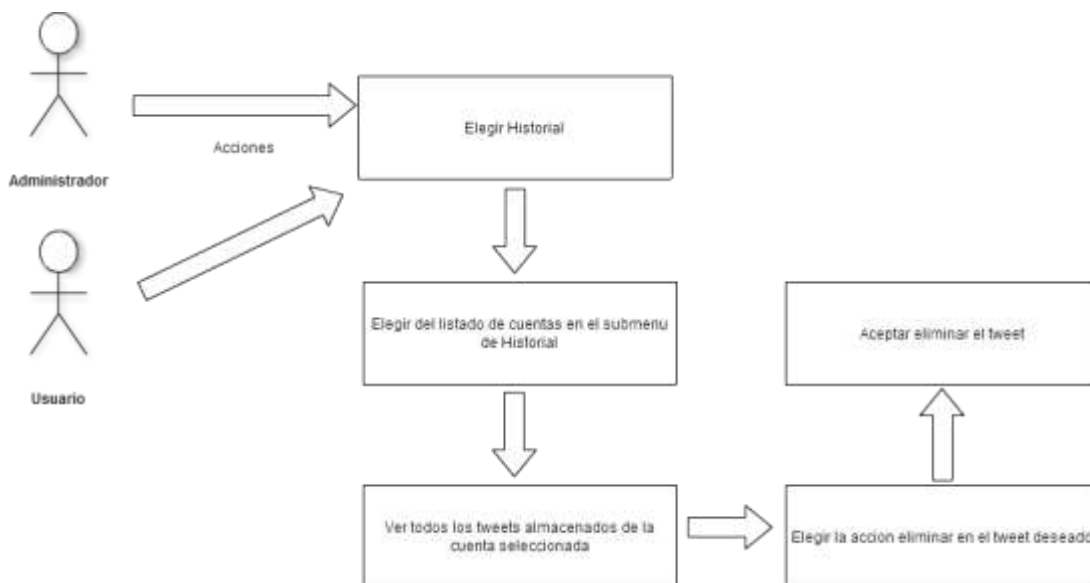 Administrador
Acciones
Elegir Historial
Usuario
Elegir del listado de cuentas en el submenu
de Historial
Ver todos los tweets almacenados de la
cuenta seleccionada
Elegir la accion eliminar en el tweet deseado
Aceptar eliminar el tweet